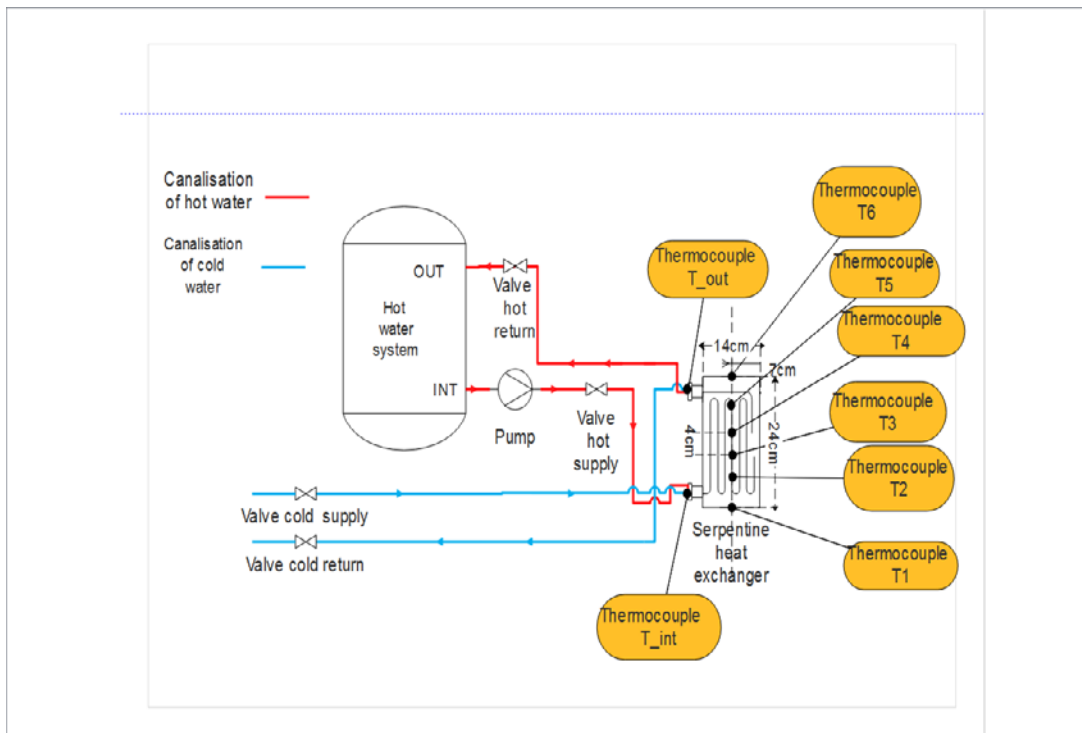 Canalisation
of hot water
Canalisation
of cold
water
OUT
Hot
water
system
INT
Valve
hot
return
Pump
Valve
hot
supply
Valve cold supply
Valve cold return
Thermocouple
T_out
Thermocouple
T6
Thermocouple
T5
Thermocouple
T4
Thermocouple
T3
Thermocouple
T2
Thermocouple
T1
Thermocouple
T_int
14cm
7cm
4cm
24cm
Serpentine
heat
exchanger